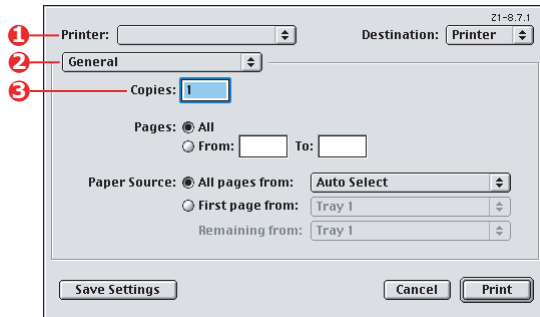 Z1-8.7.1
1 Printer: Destination: Printer
2 General
3 Copies: 1
Pages: All
From: To:
Paper Source: All pages from: Auto Select
First page from: Tray 1
Remaining from: Tray 1
Save Settings Cancel Print